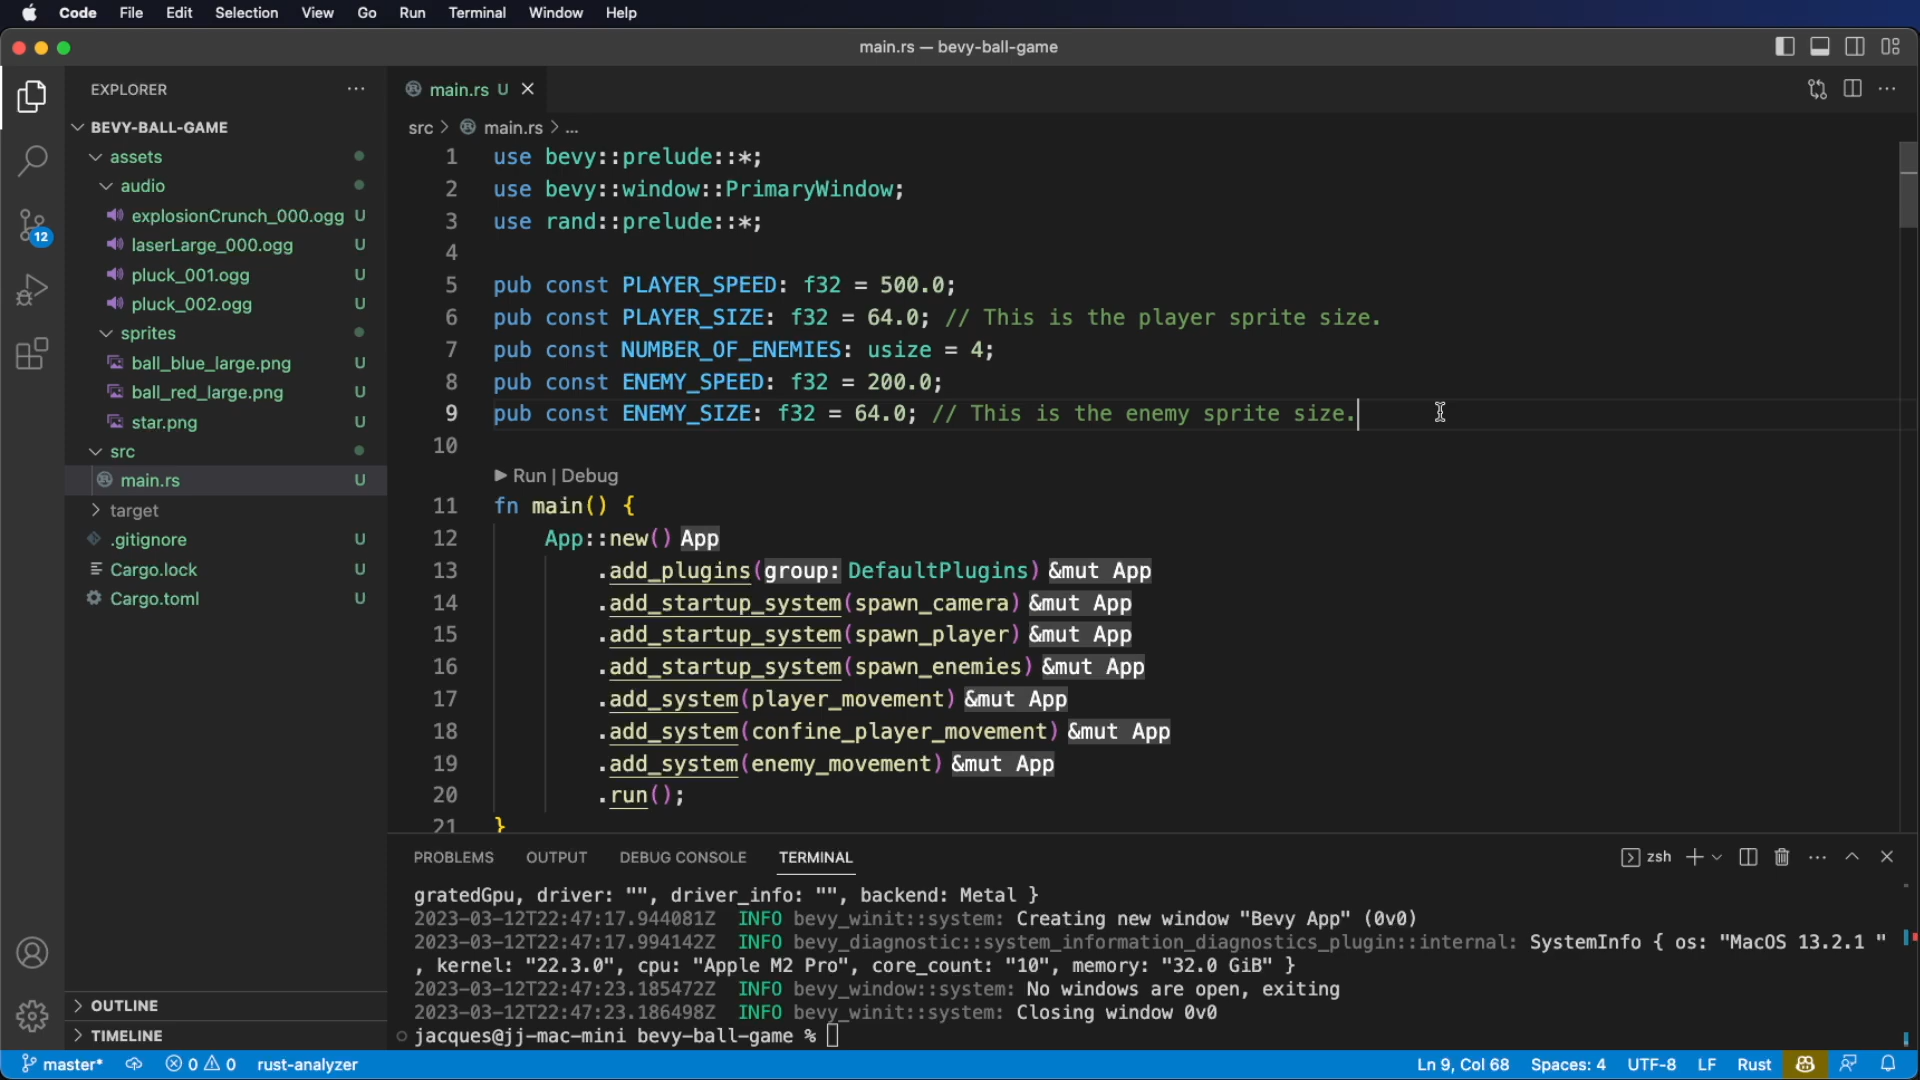 Code File Edit Selection View Go Run Terminal Window Help
main.rs — bevy-ball-game
EXPLORER
BEVY-BALL-GAME
assets
audio
explosionCrunch_000.ogg U
laserLarge_000.ogg U
pluck_001.ogg U
pluck_002.ogg U
sprites
ball_blue_large.png U
ball_red_large.png U
star.png U
src
main.rs U
target
.gitignore U
Cargo.lock U
Cargo.toml U
OUTLINE
TIMELINE
12
main.rs U
src > main.rs > ...
1 use bevy::prelude::*;
2 use bevy::window::PrimaryWindow;
3 use rand::prelude::*;
4
5 pub const PLAYER_SPEED: f32 = 500.0;
6 pub const PLAYER_SIZE: f32 = 64.0; // This is the player sprite size.
7 pub const NUMBER_OF_ENEMIES: usize = 4;
8 pub const ENEMY_SPEED: f32 = 200.0;
9 pub const ENEMY_SIZE: f32 = 64.0; // This is the enemy sprite size.
10
Run | Debug
11 fn main() {
12 App::new() App
13 .add_plugins(group: DefaultPlugins) &mut App
14 .add_startup_system(spawn_camera) &mut App
15 .add_startup_system(spawn_player) &mut App
16 .add_startup_system(spawn_enemies) &mut App
17 .add_system(player_movement) &mut App
18 .add_system(confine_player_movement) &mut App
19 .add_system(enemy_movement) &mut App
20 .run();
21 }
PROBLEMS OUTPUT DEBUG CONSOLE TERMINAL zsh
gratedGpu, driver: "", driver_info: "", backend: Metal }
2023-03-12T22:47:17.944081Z INFO bevy_winit::system: Creating new window "Bevy App" (0v0)
2023-03-12T22:47:17.994142Z INFO bevy_diagnostic::system_information_diagnostics_plugin::internal: SystemInfo { os: "MacOS 13.2.1 "
, kernel: "22.3.0", cpu: "Apple M2 Pro", core_count: "10", memory: "32.0 GiB" }
2023-03-12T22:47:23.185472Z INFO bevy_window::system: No windows are open, exiting
2023-03-12T22:47:23.186498Z INFO bevy_winit::system: Closing window 0v0
jacques@jj-mac-mini bevy-ball-game %
master* 0 0 rust-analyzer Ln 9, Col 68 Spaces: 4 UTF-8 LF Rust